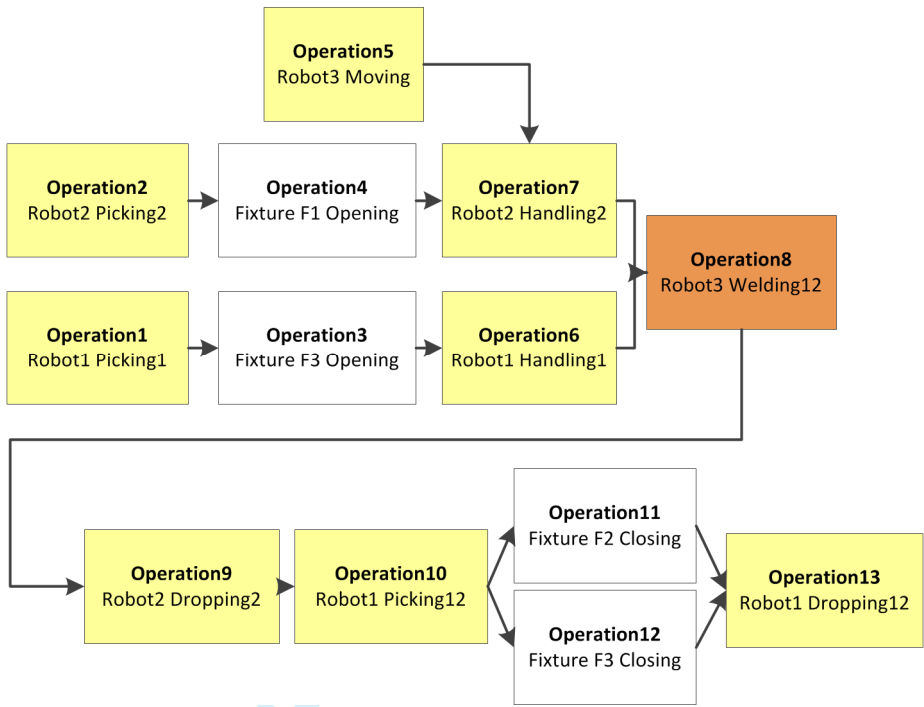 Operation5
Robot3 Moving
Operation2
Robot2 Picking2
Operation4
Fixture F1 Opening
Operation7
Robot2 Handling2
Operation8
Robot3 Welding12
Operation1
Robot1 Picking1
Operation3
Fixture F3 Opening
Operation6
Robot1 Handling1
Operation9
Robot2 Dropping2
Operation10
Robot1 Picking12
Operation11
Fixture F2 Closing
Operation12
Fixture F3 Closing
Operation13
Robot1 Dropping12